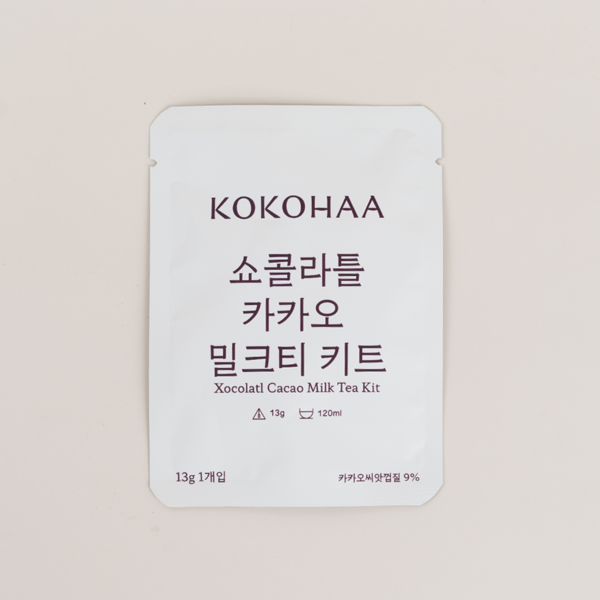 KOKOHAA
쇼콜라틀
카카오
밀크티 키트
Xocolatl Cacao Milk Tea Kit
13g 120ml
13g 1개입 카카오씨앗껍질 9%